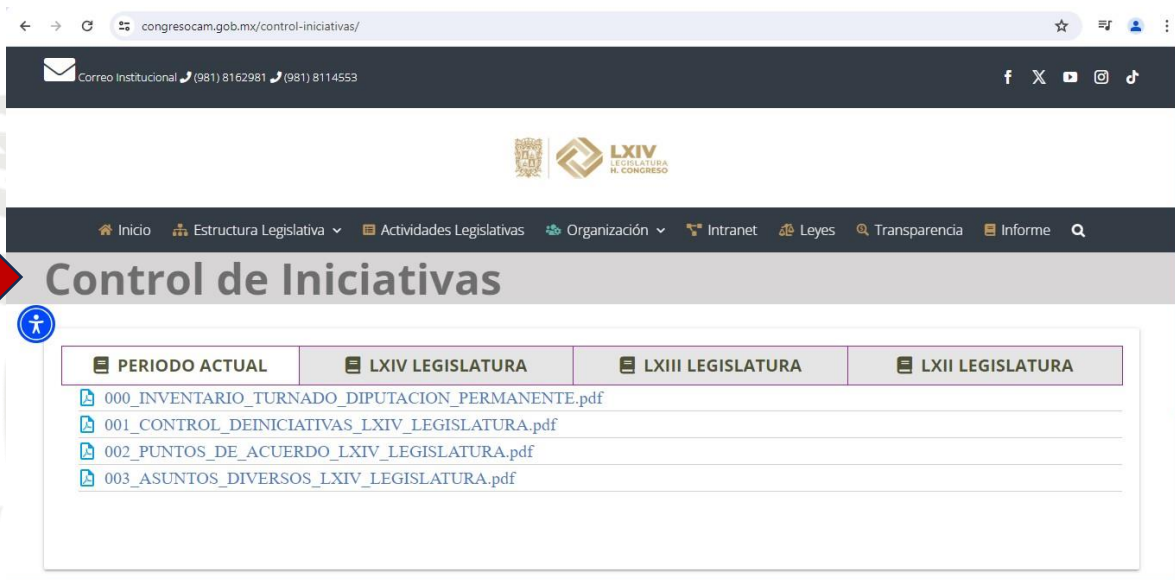 congresocam.gob.mx/control-iniciativas/
Correo Institucional (981) 8162981 (981) 8114553
LXIV
LEGISLATURA
H. CONGRESO
Inicio Estructura Legislativa Actividades Legislativas Organización Intranet Leyes Transparencia Informe
Control de Iniciativas
PERIODO ACTUAL LXIV LEGISLATURA LXIII LEGISLATURA LXII LEGISLATURA
000_INVENTARIO_TURNADO_DIPUTACION_PERMANENTE.pdf
001_CONTROL_DEINICIATIVAS_LXIV_LEGISLATURA.pdf
002_PUNTOS_DE_ACUERDO_LXIV_LEGISLATURA.pdf
003_ASUNTOS_DIVERSOS_LXIV_LEGISLATURA.pdf